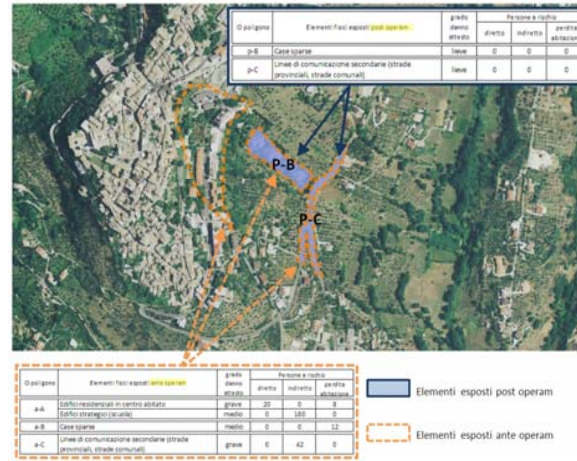 Persone a rischio
ID poligono Elementi fisici esposti post operam grado danno atteso diretto indiretto perdita abitazione
p-B Case sparse lieve 0 0 0
p-C Linee di comunicazione secondarie (strade provinciali, strade comunali) lieve 0 0 0
P-B
P-C
Persone a rischio
ID poligono Elementi fisici esposti ante operam grado danno atteso diretto indiretto perdita abitazione
a-A Edifici residenziali in centro abitato grave 20 0 8
Edifici strategici (scuola) medio 0 180 0
a-B Case sparse medio 0 0 12
a-C Linee di comunicazione secondarie (strade provinciali, strade comunali) grave 0 42 0
Elementi esposti post operam
Elementi esposti ante operam